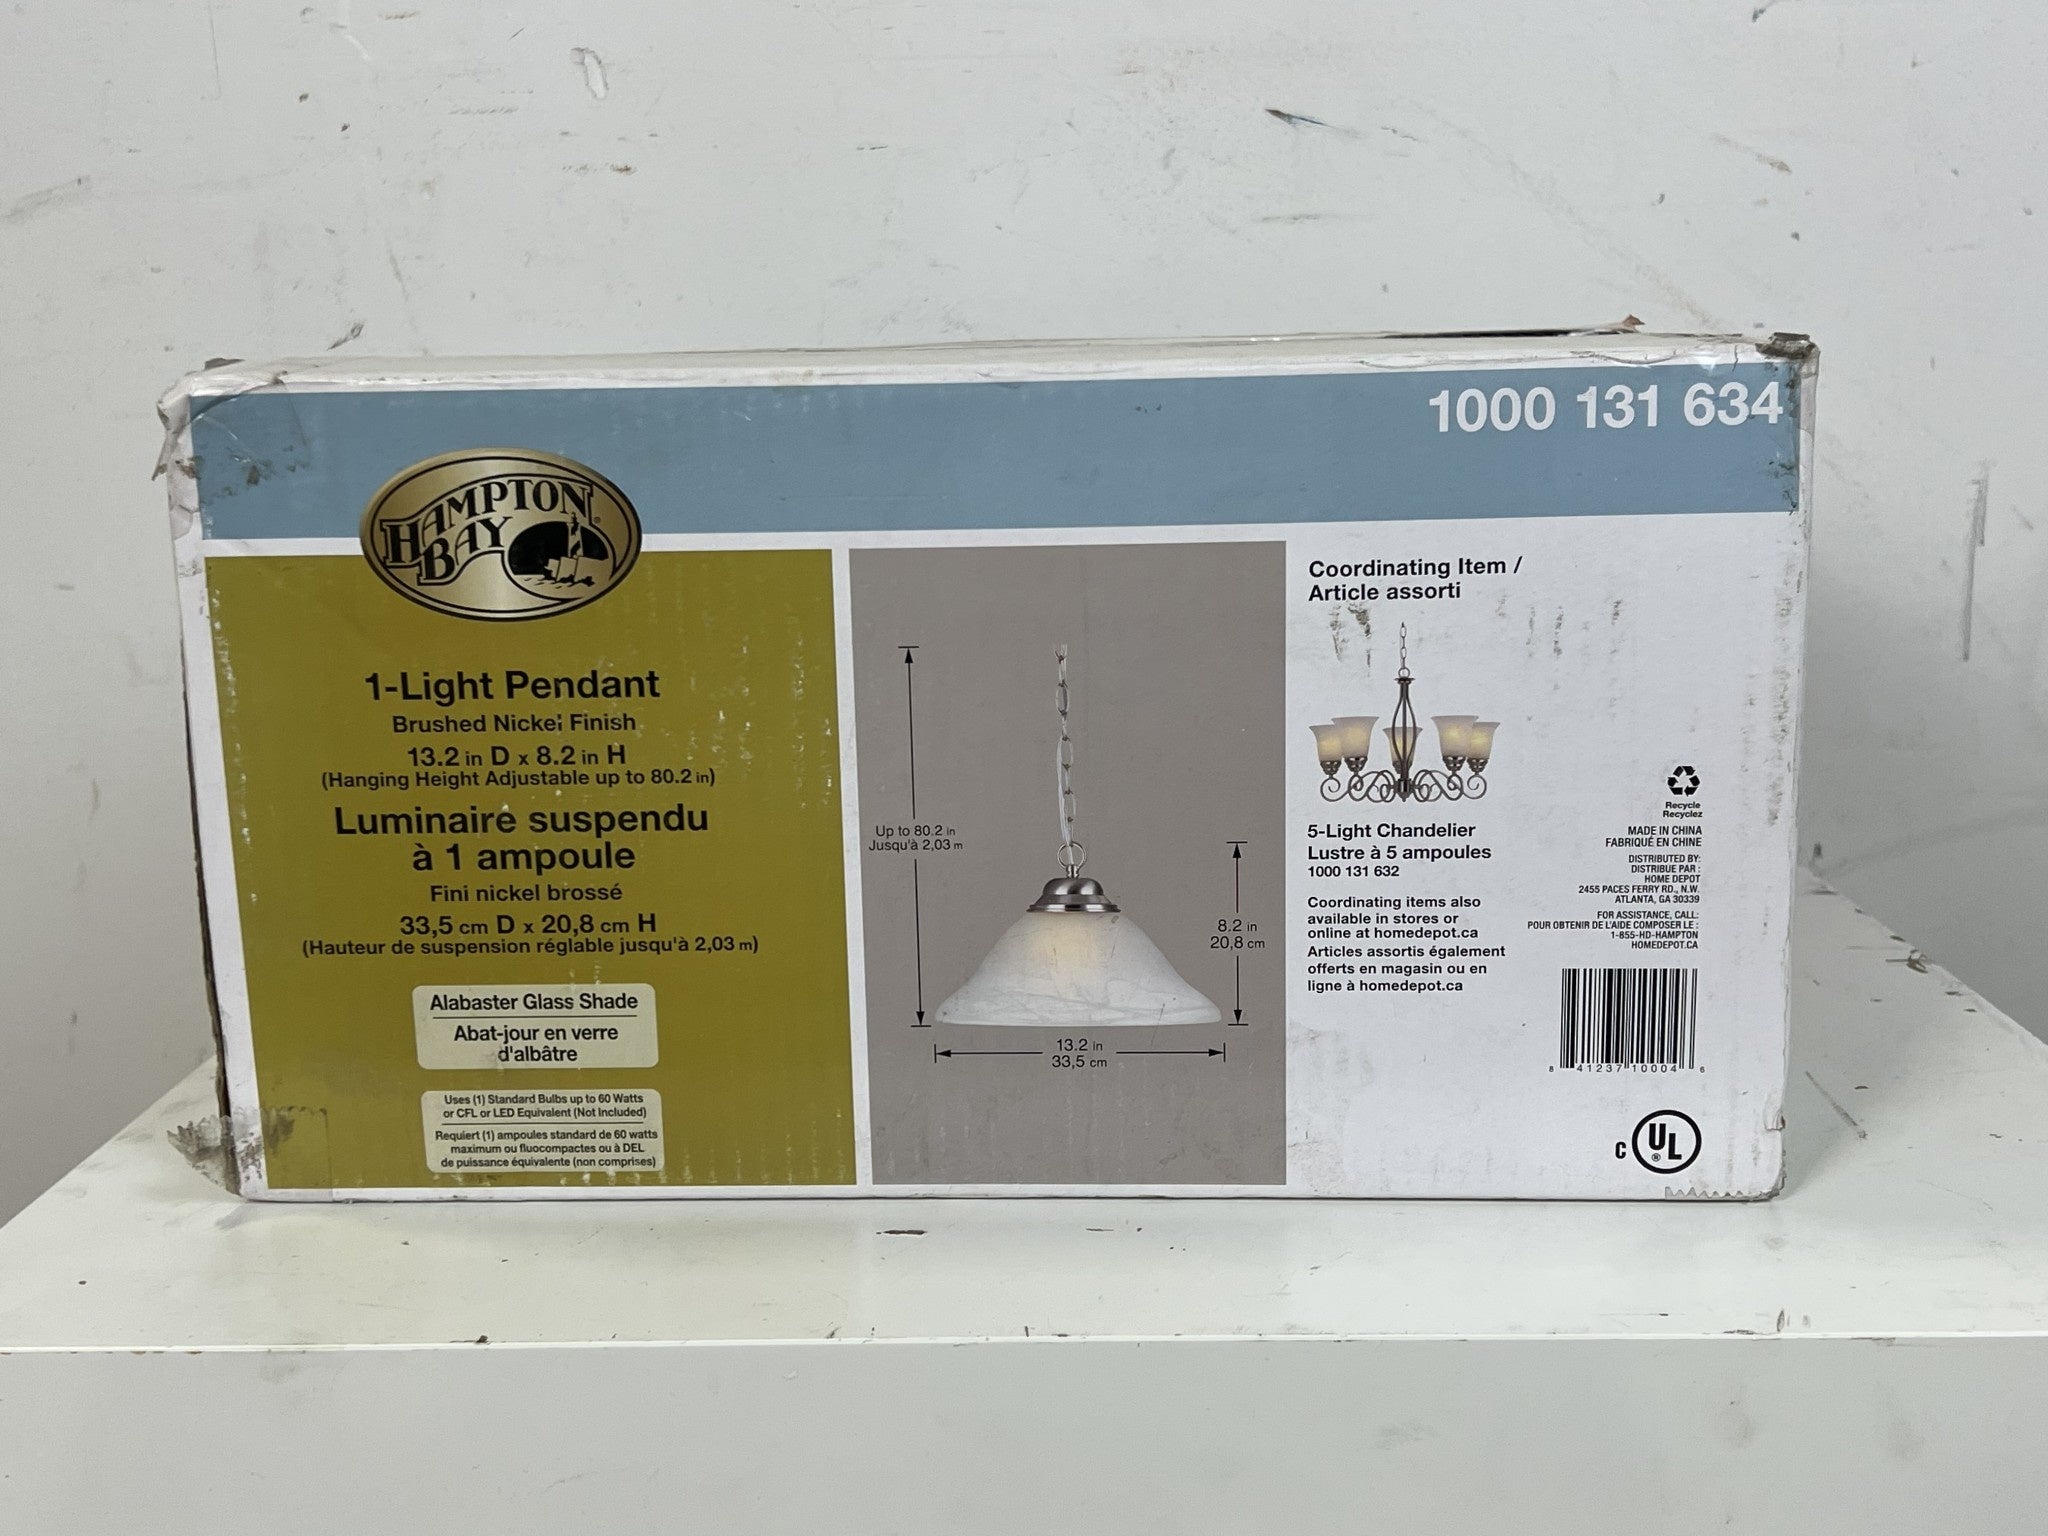 1000 131 634
HAMPTON
BAY
®
1-Light Pendant
Brushed Nickel Finish
13.2 in D x 8.2 in H
(Hanging Height Adjustable up to 80.2 in)
Luminaire suspendu
à 1 ampoule
Fini nickel brossé
33,5 cm D x 20,8 cm H
(Hauteur de suspension réglable jusqu'à 2,03 m)
Alabaster Glass Shade
Abat-jour en verre
d'albâtre
Uses (1) Standard Bulbs up to 60 Watts
or CFL or LED Equivalent (Not Included)
Requiert (1) ampoules standard de 60 watts
maximum ou fluocompactes ou à DEL
de puissance équivalente (non comprises)
Up to 80.2 in
Jusqu'à 2,03 m
8.2 in
20,8 cm
13.2 in
33,5 cm
Coordinating Item /
Article assorti
5-Light Chandelier
Lustre à 5 ampoules
1000 131 632
Coordinating items also
available in stores or
online at homedepot.ca
Articles assortis également
offerts en magasin ou en
ligne à homedepot.ca
Recycle
Recyclez
MADE IN CHINA
FABRIQUÉ EN CHINE
DISTRIBUTED BY:
DISTRIBUÉ PAR :
HOME DEPOT
2455 PACES FERRY RD., N.W.
ATLANTA, GA 30339
FOR ASSISTANCE, CALL:
POUR OBTENIR DE L'AIDE COMPOSER LE :
1-855-HD-HAMPTON
HOMEDEPOT.CA
8 41237 10004 6
C UL ®